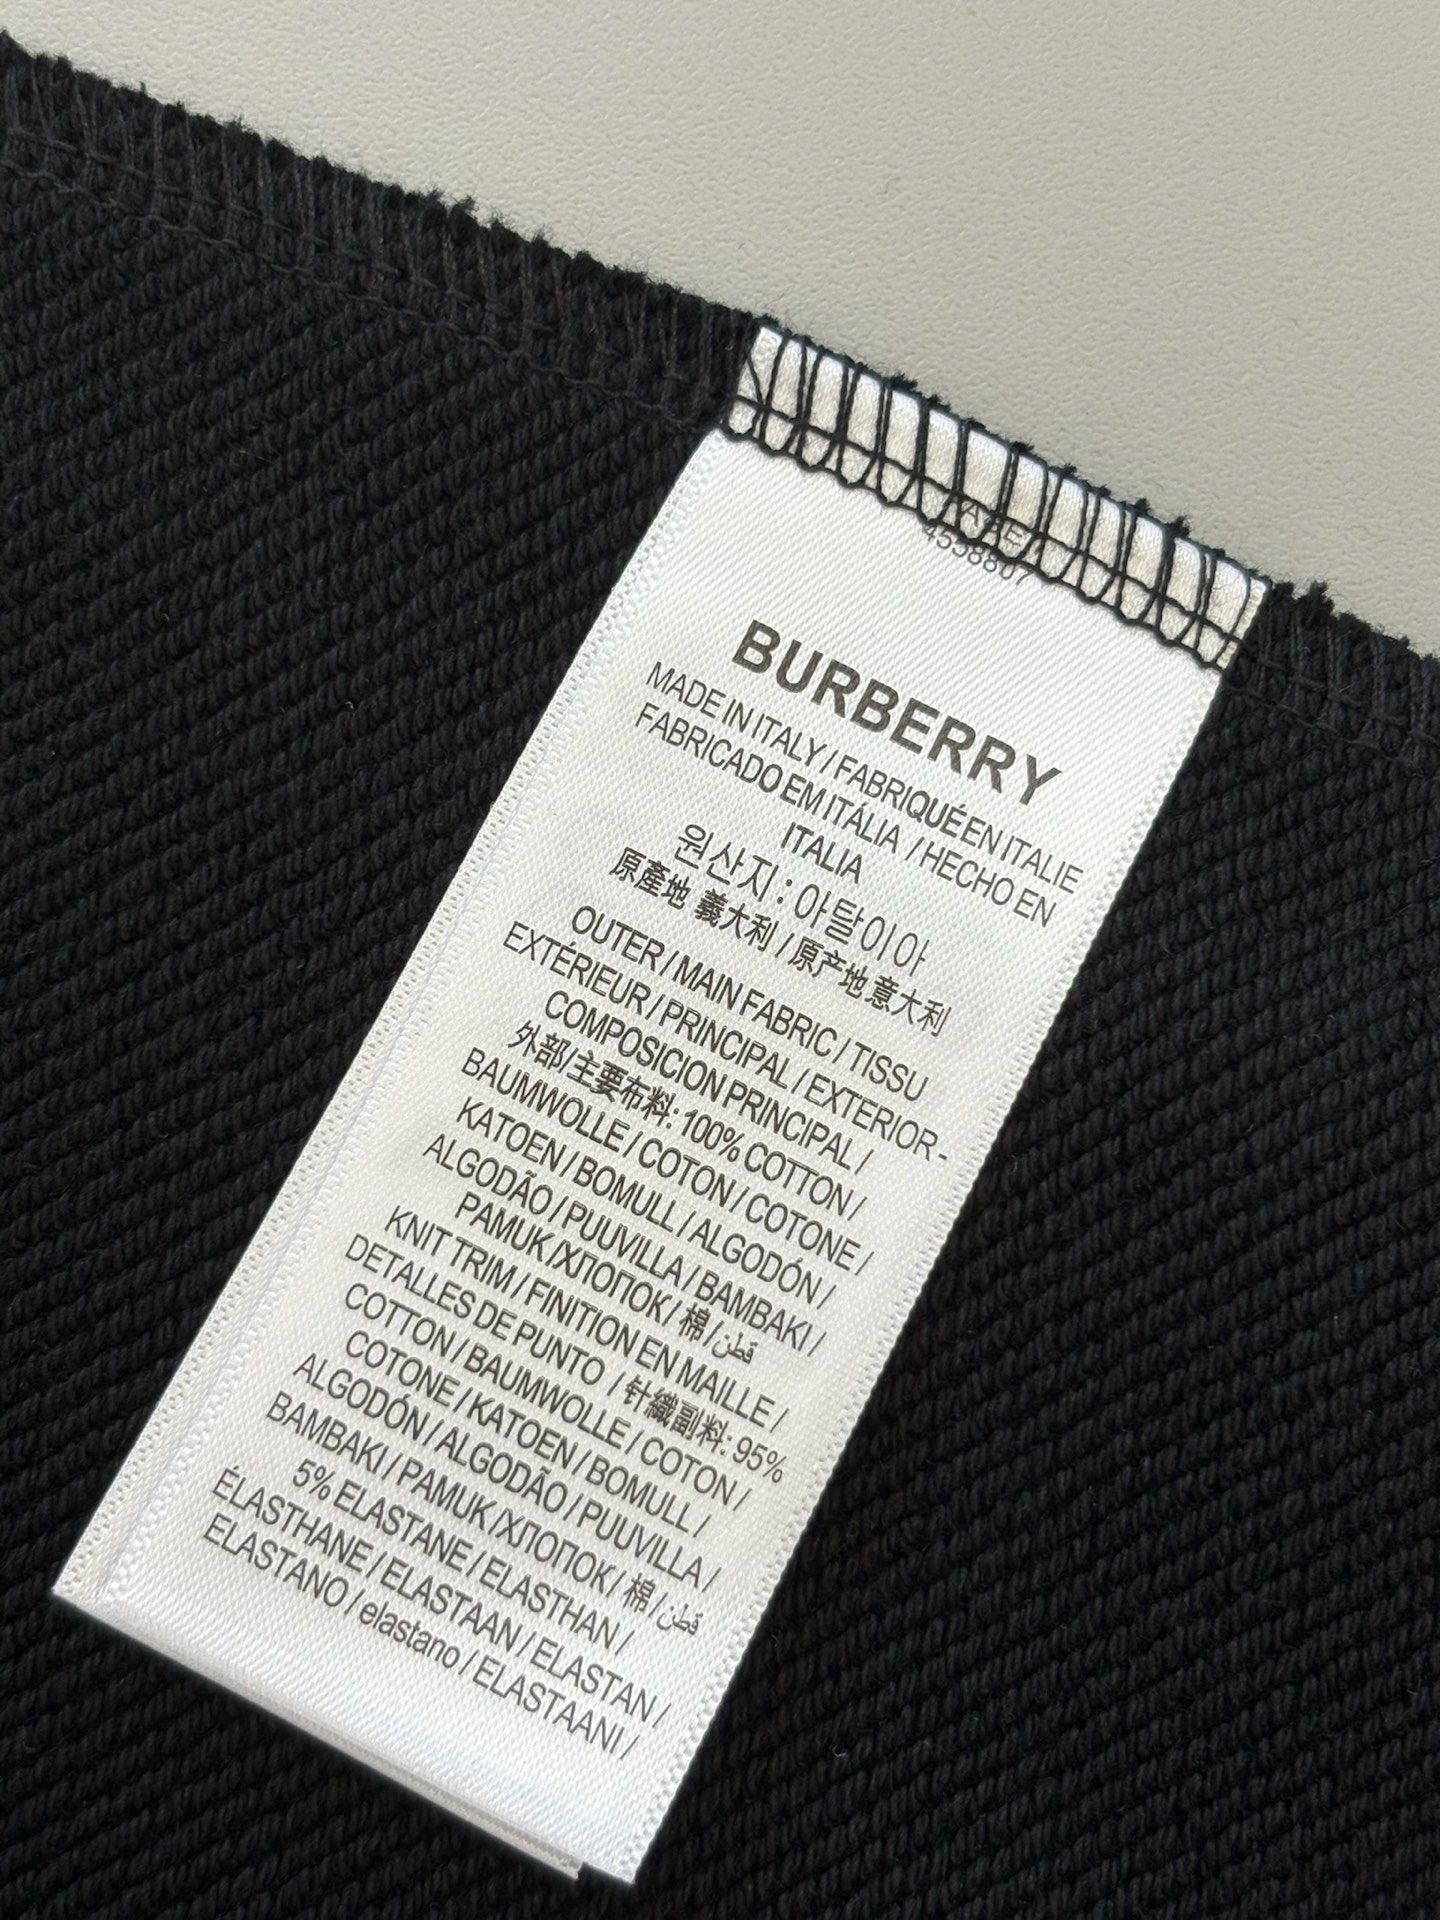 4558807
BURBERRY
MADE IN ITALY / FABRIQUÉ EN ITALIE
FABRICADO EM ITÁLIA / HECHO EN
ITALIA
원산지 : 아탈이아
原產地 義大利 / 原产地 意大利
OUTER / MAIN FABRIC / TISSU
EXTÉRIEUR / PRINCIPAL / EXTERIOR-
COMPOSICION PRINCIPAL /
外部/主要布料: 100% COTTON /
BAUMWOLLE / COTON / COTONE /
KATOEN / BOMULL / ALGODÓN /
ALGODÃO / PUUVILLA / BAMBAKI /
PAMUK / ХЛОПОК / 棉 / قطن
KNIT TRIM / FINITION EN MAILLE /
DETALLES DE PUNTO / 针織副料: 95%
COTTON / BAUMWOLLE / COTON /
COTONE / KATOEN / BOMULL /
ALGODÓN / ALGODÃO / PUUVILLA /
BAMBAKI / PAMUK / ХЛОПОК / 棉 / قطن
5% ELASTANE / ELASTHAN /
ÉLASTHANE / ELASTAAN / ELASTAN /
ELASTANO / elastano / ELASTAANI /